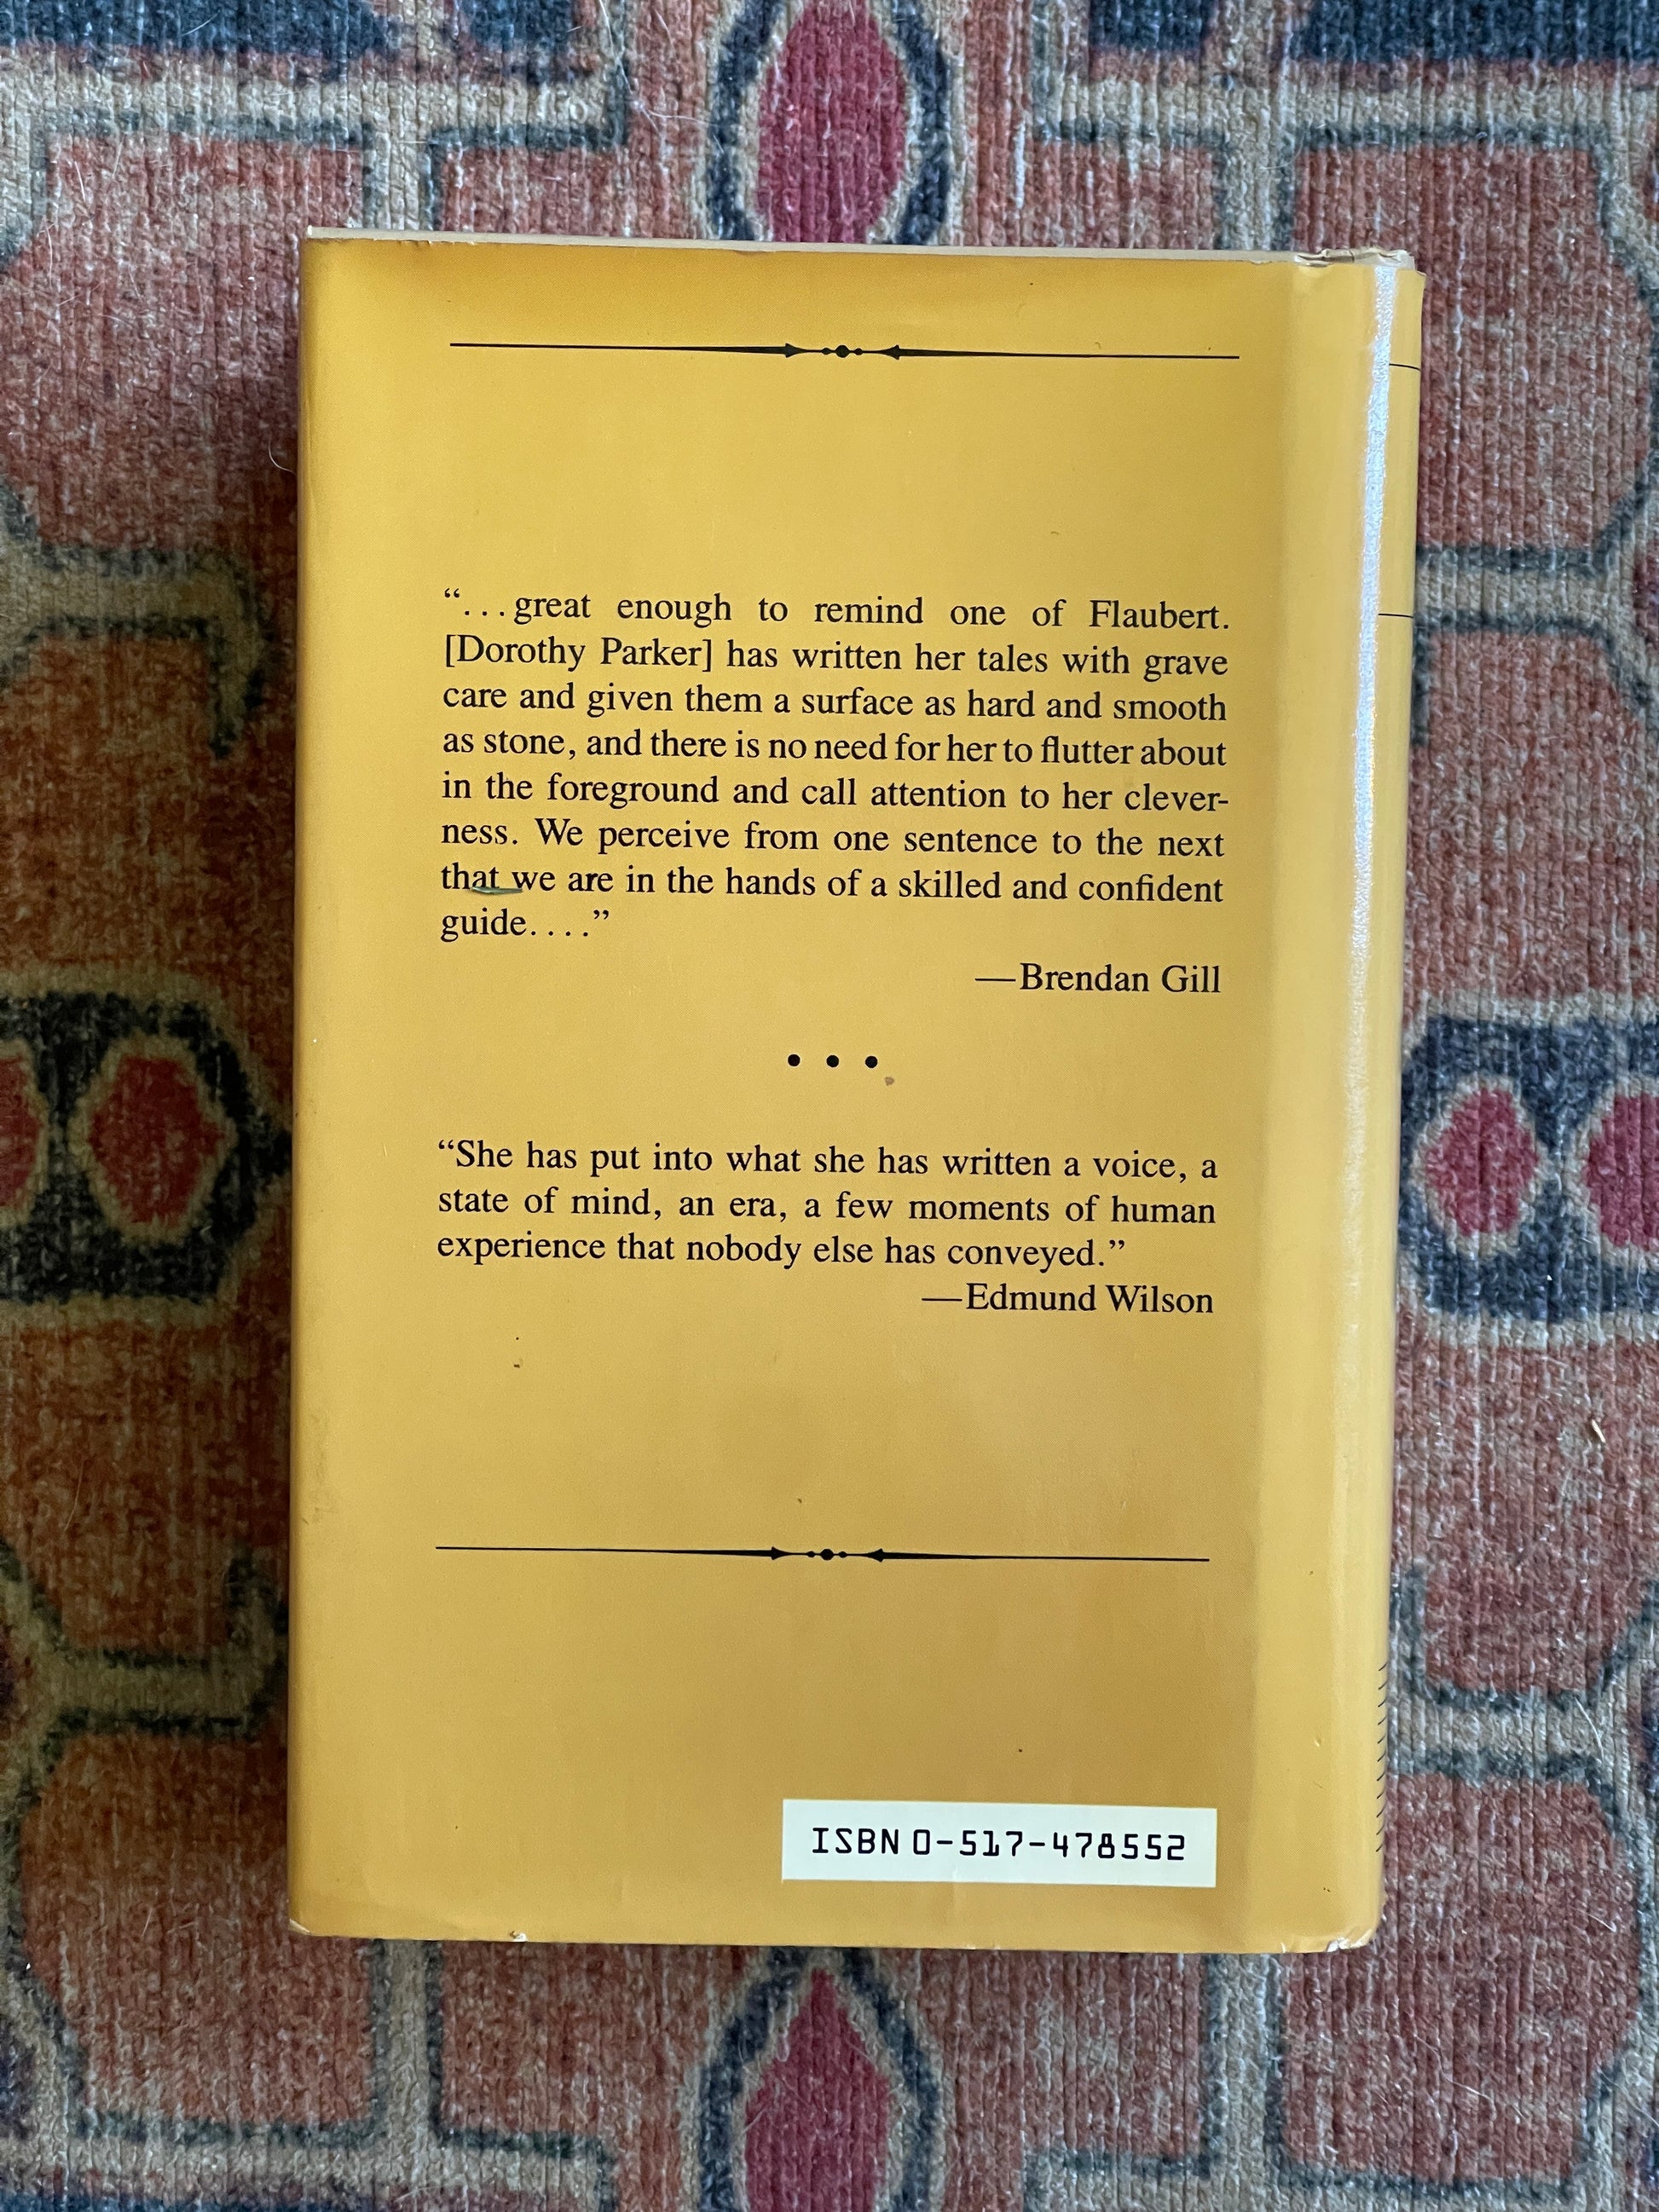 “. . . great enough to remind one of Flaubert.
[Dorothy Parker] has written her tales with grave
care and given them a surface as hard and smooth
as stone, and there is no need for her to flutter about
in the foreground and call attention to her clever-
ness. We perceive from one sentence to the next
that we are in the hands of a skilled and confident
guide. . . .”
—Brendan Gill
• • •
“She has put into what she has written a voice, a
state of mind, an era, a few moments of human
experience that nobody else has conveyed.”
—Edmund Wilson
ISBN 0-517-478552